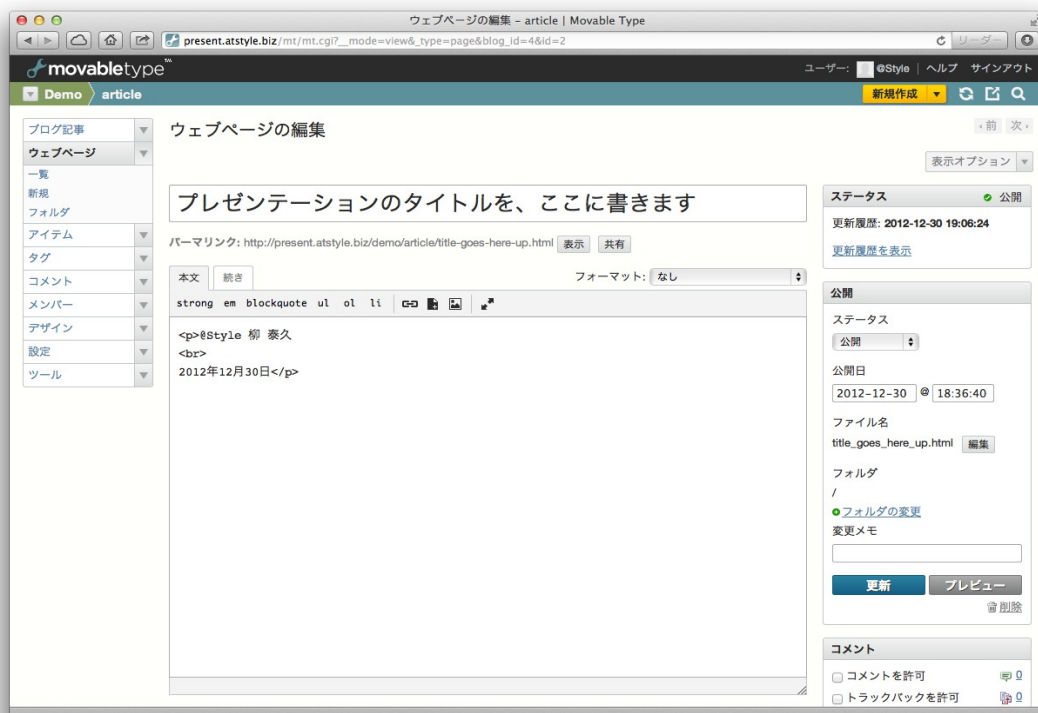 ウェブページの編集 – article | Movable Type
present.atstyle.biz/mt/mt.cgi?__mode=view&_type=page&blog_id=4&id=2
リーダー
movabletype™
ユーザー: @Style | ヘルプ サインアウト
Demo article
新規作成
ブログ記事
ウェブページ
一覧
新規
フォルダ
アイテム
タグ
コメント
メンバー
デザイン
設定
ツール
ウェブページの編集
‹前 次›
表示オプション
プレゼンテーションのタイトルを、ここに書きます
パーマリンク: http://present.atstyle.biz/demo/article/title-goes-here-up.html 表示 共有
本文 続き
フォーマット: なし
strong em blockquote ul ol li
<p>@Style 柳 泰久
<br>
2012年12月30日</p>
ステータス 公開
更新履歴: 2012-12-30 19:06:24
更新履歴を表示
公開
ステータス
公開
公開日
2012-12-30 @ 18:36:40
ファイル名
title_goes_here_up.html 編集
フォルダ
/
フォルダの変更
変更メモ
更新 プレビュー
削除
コメント
コメントを許可 0
トラックバックを許可 0